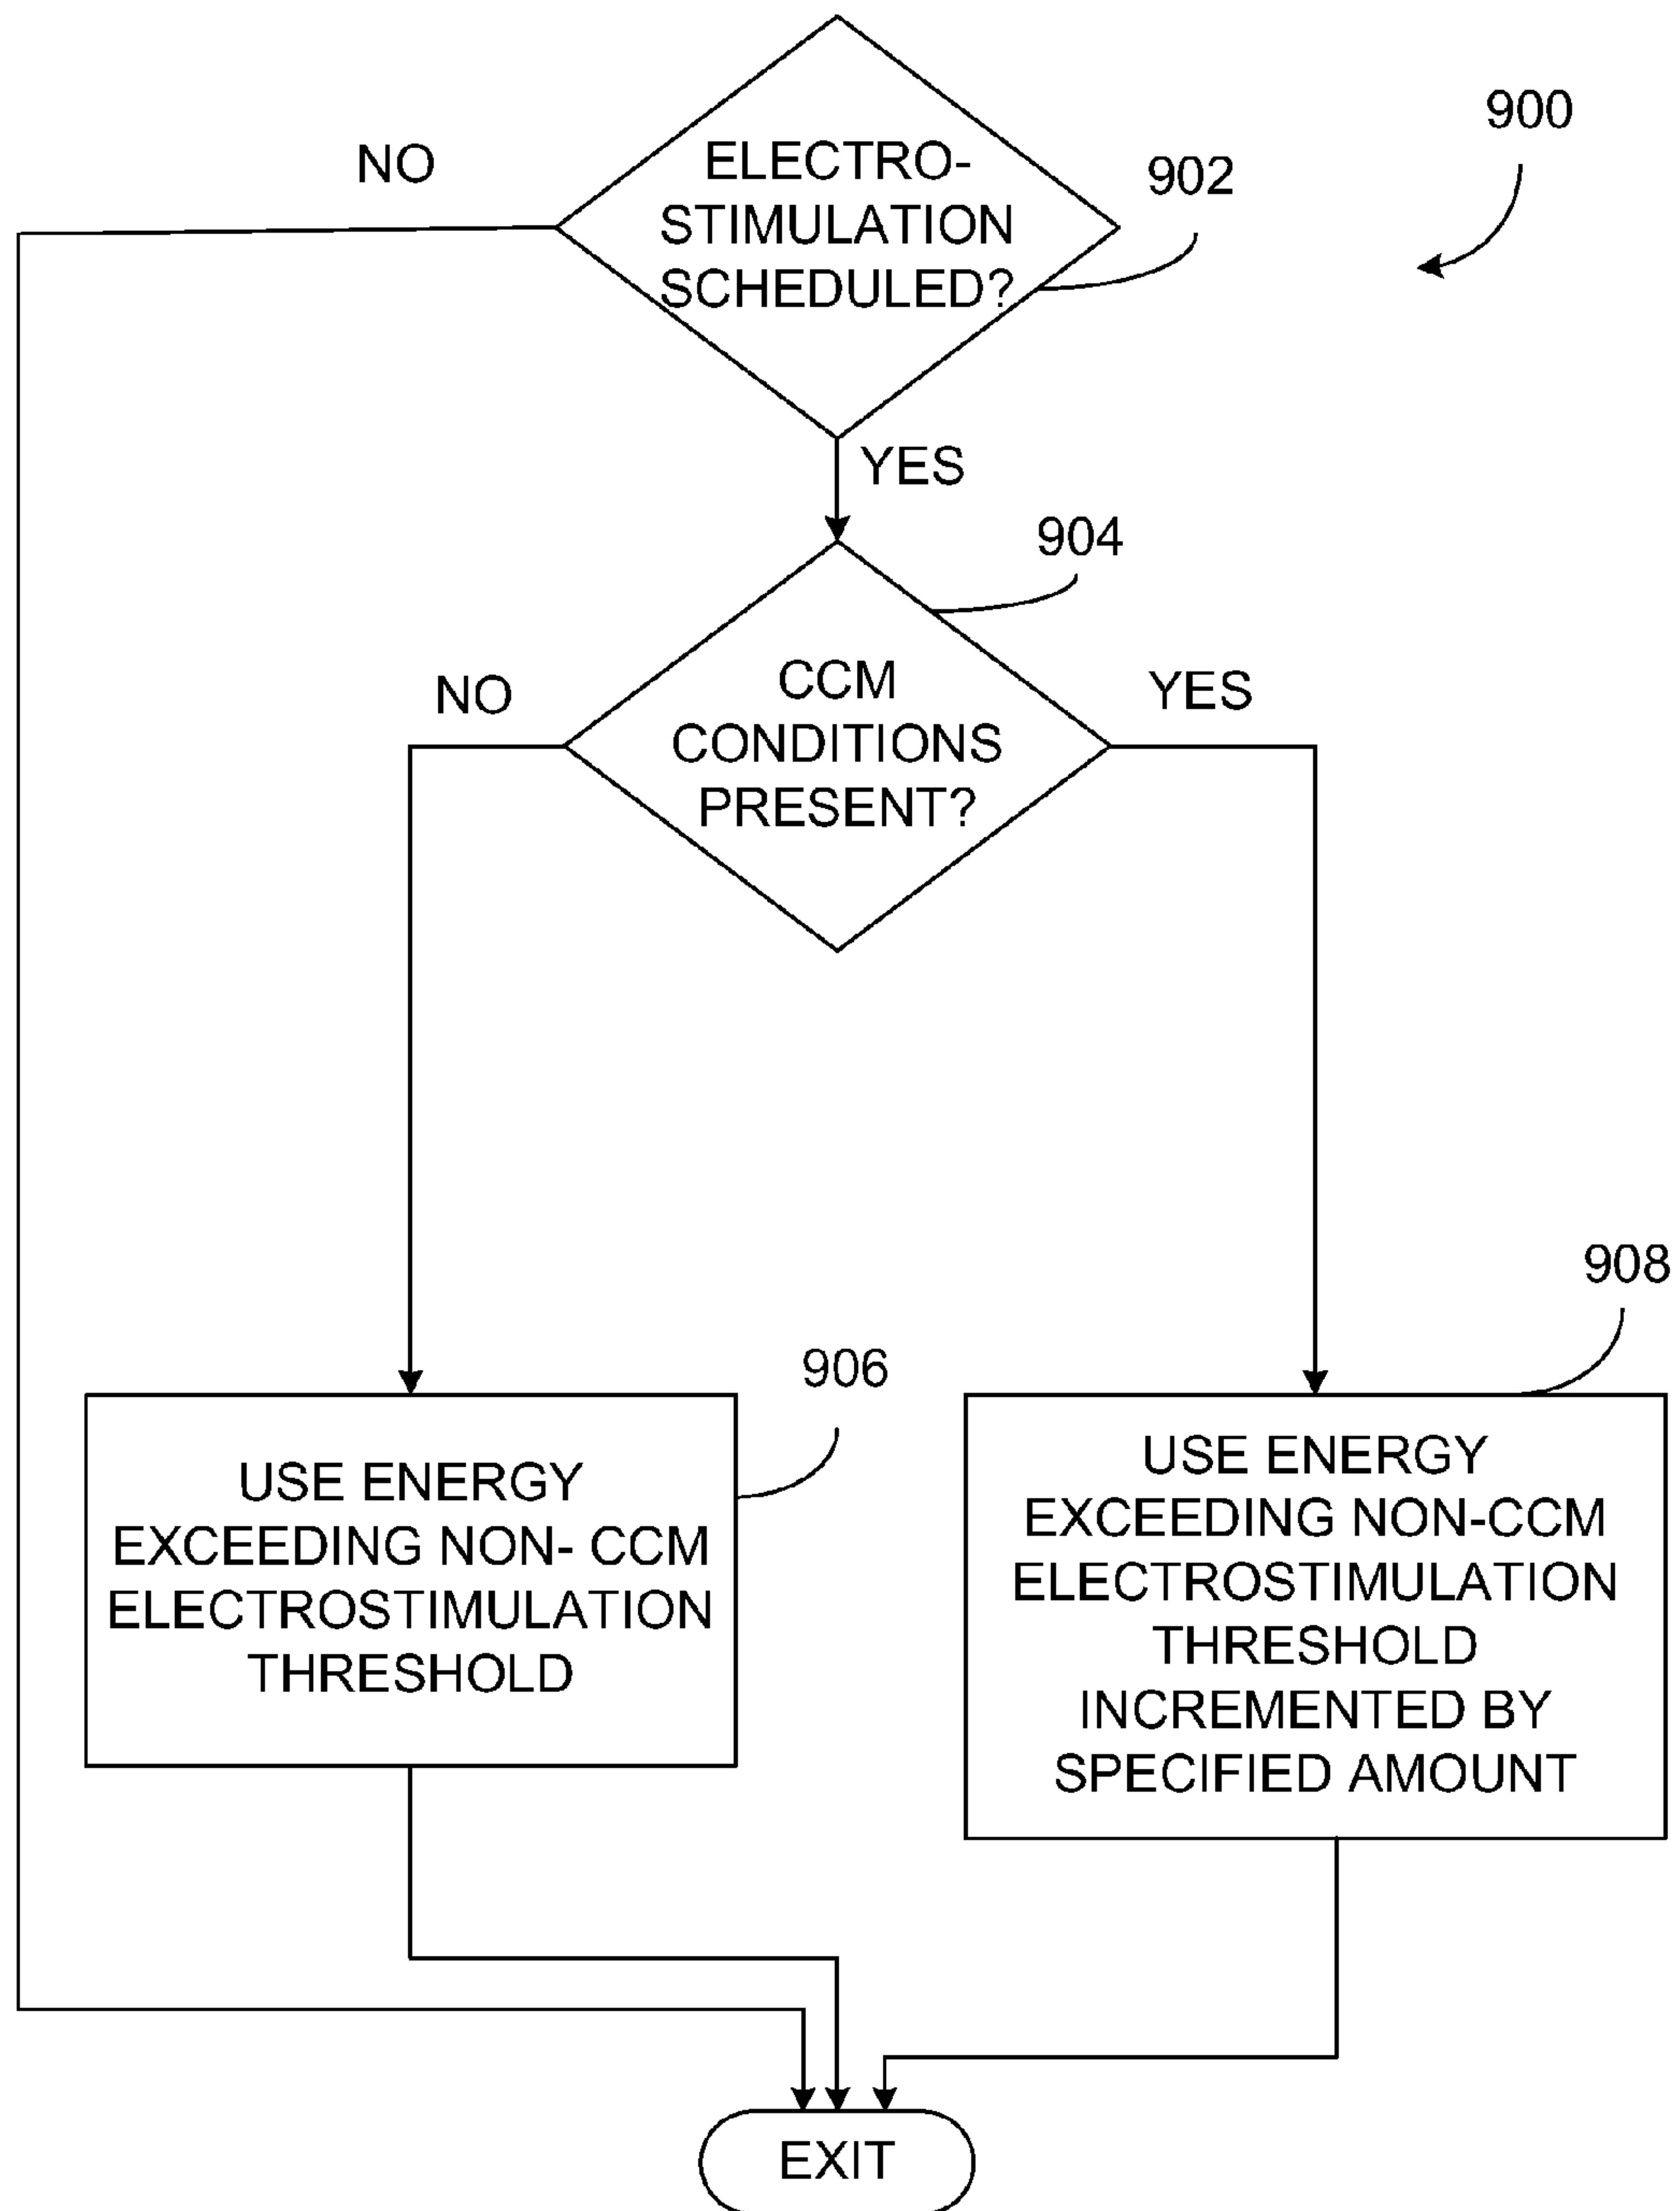 900
NO
ELECTRO-
STIMULATION
SCHEDULED?
902
YES
904
NO
CCM
CONDITIONS
PRESENT?
YES
906
USE ENERGY
EXCEEDING NON- CCM
ELECTROSTIMULATION
THRESHOLD
908
USE ENERGY
EXCEEDING NON-CCM
ELECTROSTIMULATION
THRESHOLD
INCREMENTED BY
SPECIFIED AMOUNT
EXIT